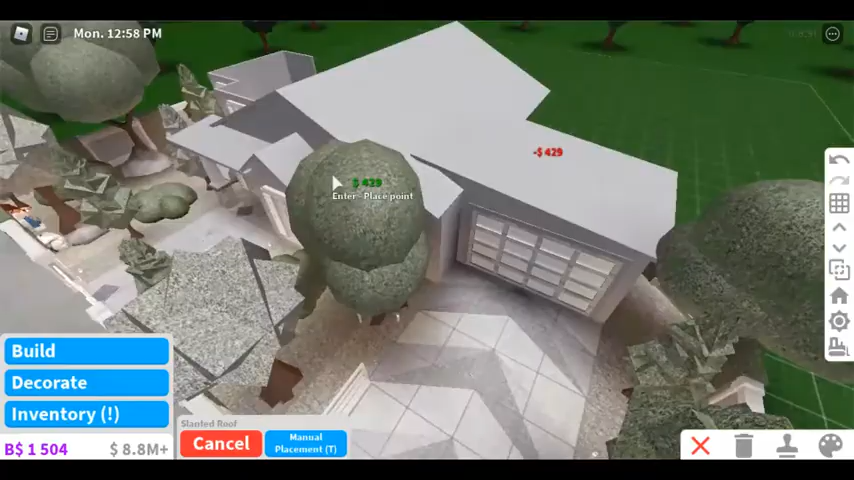 Mon. 12:58 PM
-$ 429
$ 429
Enter - Place point
Build
Decorate
Inventory (!)
B$ 1 504
$ 8.8M+
Slanted Roof
Cancel
Manual
Placement (T)